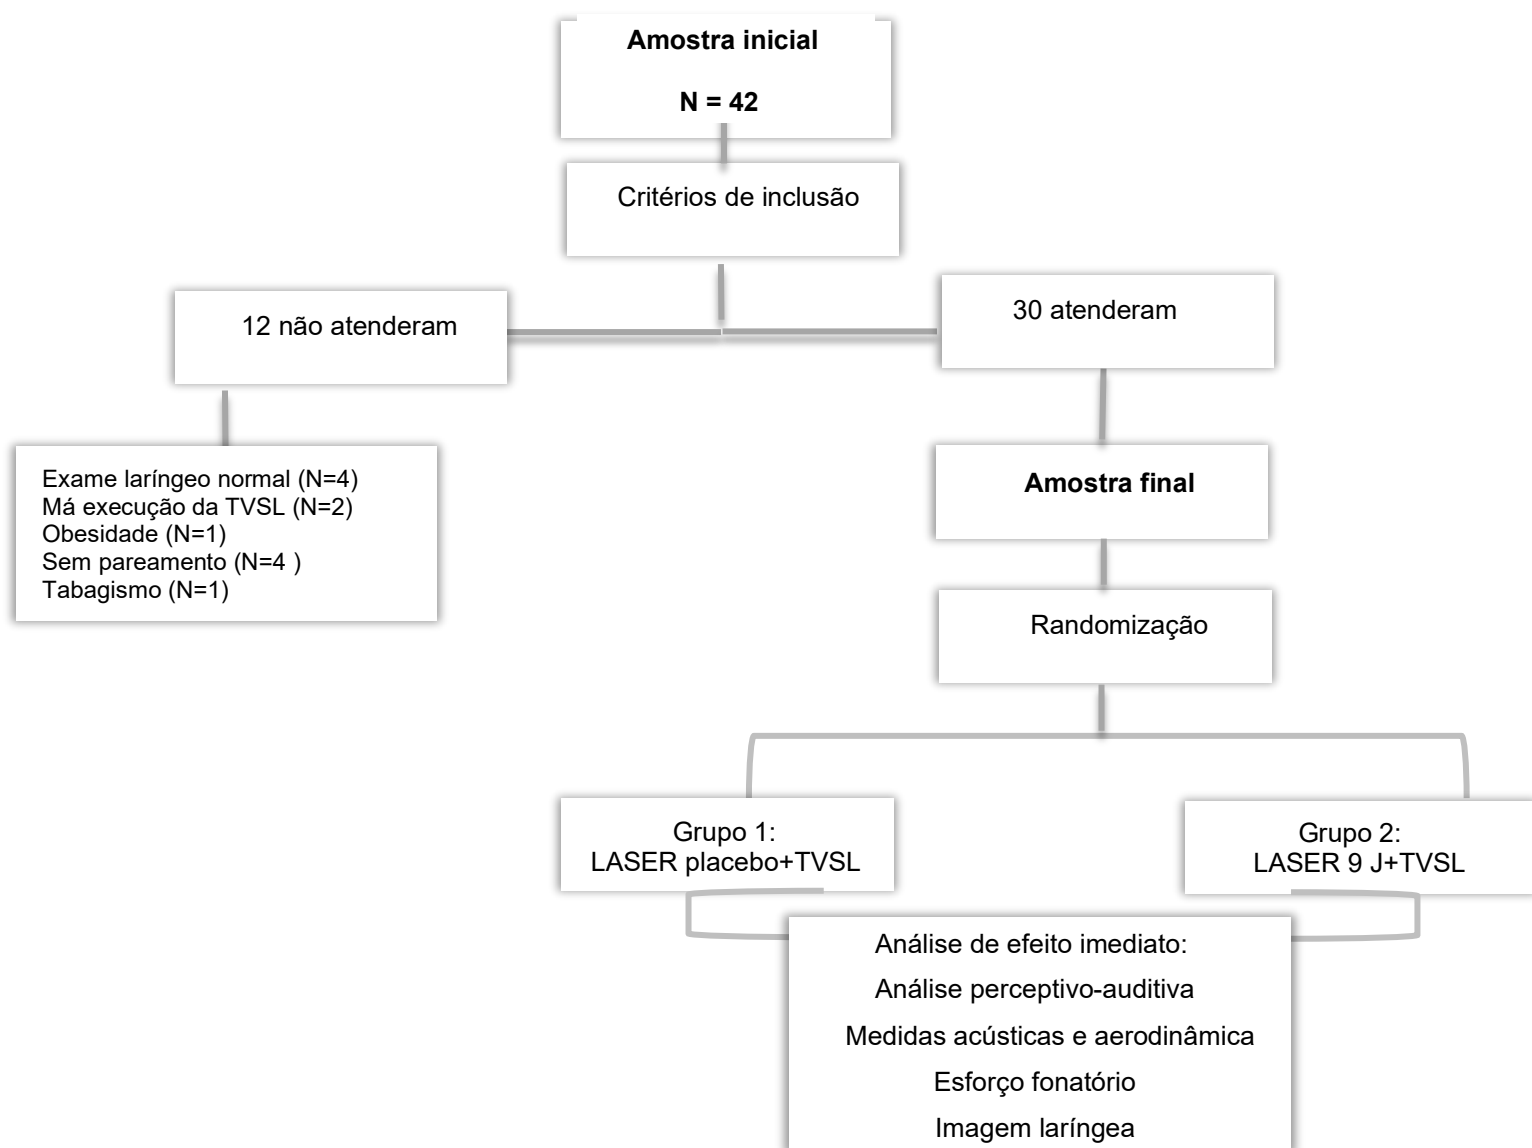 Amostra inicial
N = 42
Critérios de inclusão
12 não atenderam
30 atenderam
Exame laríngeo normal (N=4)
Má execução da TVSL (N=2)
Obesidade (N=1)
Sem pareamento (N=4 )
Tabagismo (N=1)
Amostra final
Randomização
Grupo 1:
LASER placebo+TVSL
Grupo 2:
LASER 9 J+TVSL
Análise de efeito imediato:
Análise perceptivo-auditiva
Medidas acústicas e aerodinâmica
Esforço fonatório
Imagem laríngea